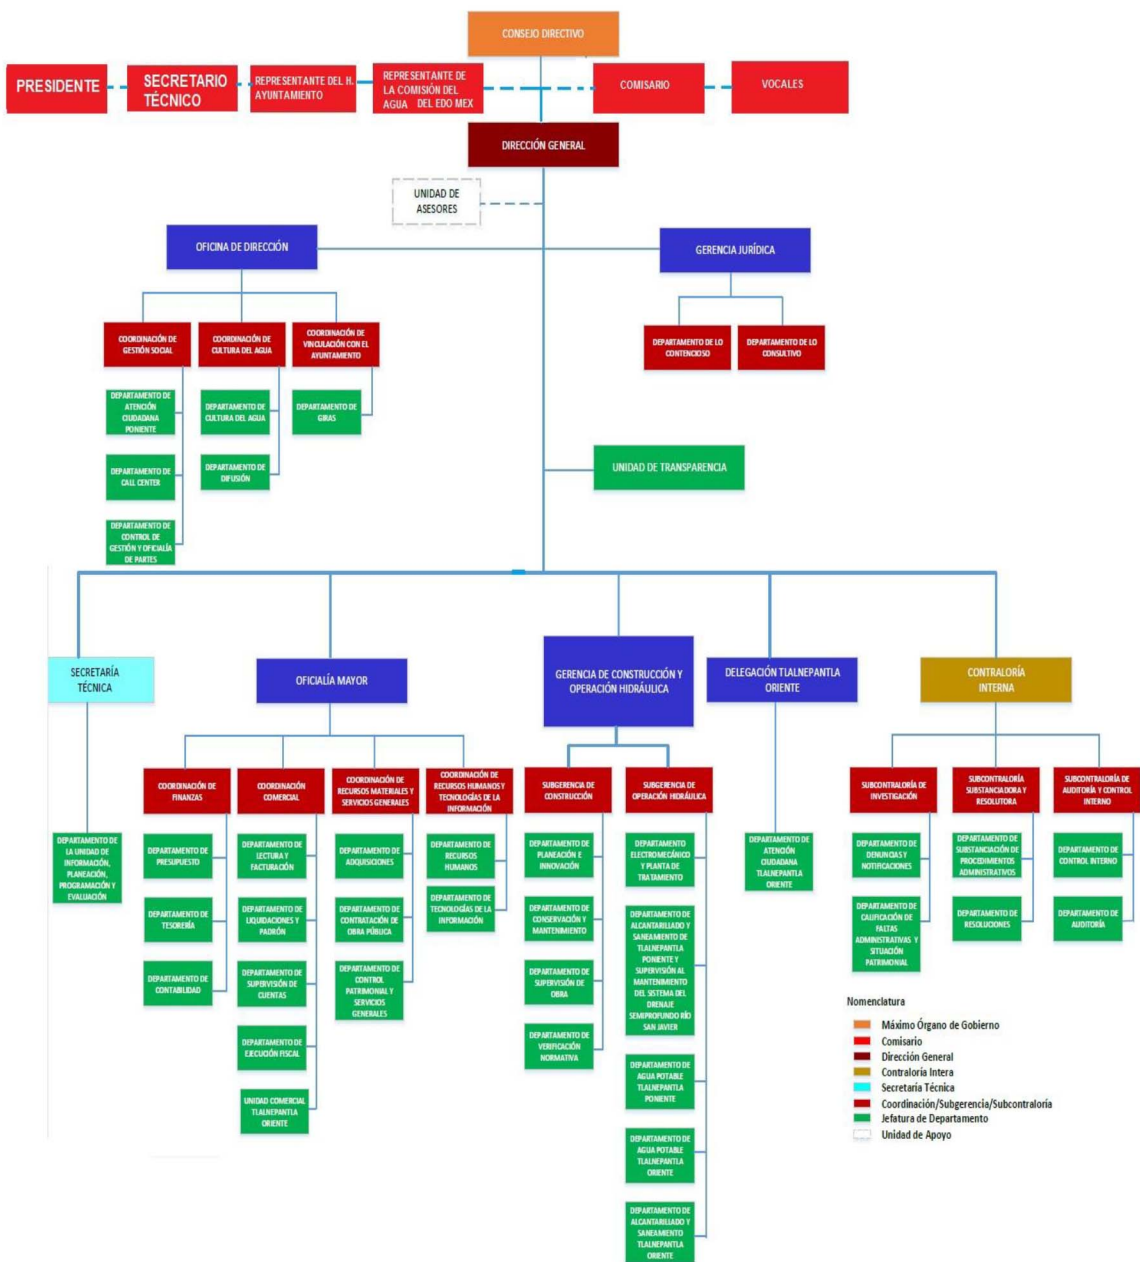 CONSEJO DIRECTIVO
PRESIDENTE
SECRETARIO
TÉCNICO
REPRESENTANTE DEL H.
AYUNTAMIENTO
REPRESENTANTE DE
LA COMISIÓN DEL
AGUA DEL EDO MEX
COMISARIO
VOCALES
DIRECCIÓN GENERAL
UNIDAD DE
ASESORES
OFICINA DE DIRECCIÓN
GERENCIA JURÍDICA
COORDINACIÓN DE
GESTIÓN SOCIAL
COORDINACIÓN DE
CULTURA DEL AGUA
COORDINACIÓN DE
VINCULACIÓN CON EL
AYUNTAMIENTO
DEPARTAMENTO DE LO
CONTENCIOSO
DEPARTAMENTO DE LO
CONSULTIVO
DEPARTAMENTO DE
ATENCIÓN
CIUDADANA
PONIENTE
DEPARTAMENTO DE
CULTURA DEL AGUA
DEPARTAMENTO DE
GIRAS
DEPARTAMENTO DE
CALL CENTER
DEPARTAMENTO DE
DIFUSIÓN
UNIDAD DE TRANSPARENCIA
DEPARTAMENTO DE
CONTROL DE
GESTIÓN Y OFICIALÍA
DE PARTES
SECRETARÍA
TÉCNICA
OFICIALÍA MAYOR
GERENCIA DE CONSTRUCCIÓN Y
OPERACIÓN HIDRÁULICA
DELEGACIÓN TLALNEPANTLA
ORIENTE
CONTRALORÍA
INTERNA
COORDINACIÓN DE
FINANZAS
COORDINACIÓN
COMERCIAL
COORDINACIÓN DE
RECURSOS MATERIALES Y
SERVICIOS GENERALES
COORDINACIÓN DE
RECURSOS HUMANOS Y
TECNOLOGÍAS DE LA
INFORMACIÓN
SUBGERENCIA DE
CONSTRUCCIÓN
SUBGERENCIA DE
OPERACIÓN HIDRÁULICA
SUBCONTRALORÍA DE
INVESTIGACIÓN
SUBCONTRALORÍA
SUBSTANCIADORA Y
RESOLUTORA
SUBCONTRALORÍA DE
AUDITORÍA Y CONTROL
INTERNO
DEPARTAMENTO DE
LA UNIDAD DE
INFORMACIÓN,
PLANEACIÓN,
PROGRAMACIÓN Y
EVALUACIÓN
DEPARTAMENTO
DE PRESUPUESTO
DEPARTAMENTO DE
TESORERÍA
DEPARTAMENTO
DE CONTABILIDAD
DEPARTAMENTO DE
LECTURA Y
FACTURACIÓN
DEPARTAMENTO DE
LIQUIDACIONES Y
PADRÓN
DEPARTAMENTO DE
SUPERVISIÓN DE
CUENTAS
DEPARTAMENTO DE
EJECUCIÓN FISCAL
UNIDAD COMERCIAL
TLALNEPANTLA
ORIENTE
DEPARTAMENTO DE
ADQUISICIONES
DEPARTAMENTO DE
CONTRATACIÓN DE
OBRA PÚBLICA
DEPARTAMENTO DE
CONTROL
PATRIMONIAL Y
SERVICIOS
GENERALES
DEPARTAMENTO DE
RECURSOS
HUMANOS
DEPARTAMENTO DE
TECNOLOGÍAS DE LA
INFORMACIÓN
DEPARTAMENTO
DE PLANEACIÓN E
INNOVACIÓN
DEPARTAMENTO DE
CONSERVACIÓN Y
MANTENIMIENTO
DEPARTAMENTO DE
SUPERVISIÓN DE
OBRA
DEPARTAMENTO DE
VERIFICACIÓN
NORMATIVA
DEPARTAMENTO
ELECTROMECÁNICO
Y PLANTA DE
TRATAMIENTO
DEPARTAMENTO DE
ALCANTARILLADO Y
SANEAMIENTO DE
TLALNEPANTLA
PONIENTE Y
SUPERVISIÓN AL
MANTENIMIENTO
DEL SISTEMA DEL
DRENAJE
SEMIPROFUNDO RÍO
SAN JAVIER
DEPARTAMENTO DE
AGUA POTABLE
TLALNEPANTLA
PONIENTE
DEPARTAMENTO DE
AGUA POTABLE
TLALNEPANTLA
ORIENTE
DEPARTAMENTO DE
ALCANTARILLADO Y
SANEAMIENTO
TLALNEPANTLA
ORIENTE
DEPARTAMENTO DE
ATENCIÓN
CIUDADANA
TLALNEPANTLA
ORIENTE
DEPARTAMENTO DE
DENUNCIAS Y
NOTIFICACIONES
DEPARTAMENTO DE
CALIFICACIÓN DE
FALTAS
ADMINISTRATIVAS Y
SITUACIÓN
PATRIMONIAL
DEPARTAMENTO DE
SUBSTANCIACIÓN DE
PROCEDIMIENTOS
ADMINISTRATIVOS
DEPARTAMENTO DE
RESOLUCIONES
DEPARTAMENTO
DE CONTROL INTERNO
DEPARTAMENTO DE
AUDITORÍA
Nomenclatura
Máximo Órgano de Gobierno
Comisario
Dirección General
Contraloría Intera
Secretaría Técnica
Coordinación/Subgerencia/Subcontraloría
Jefatura de Departamento
Unidad de Apoyo